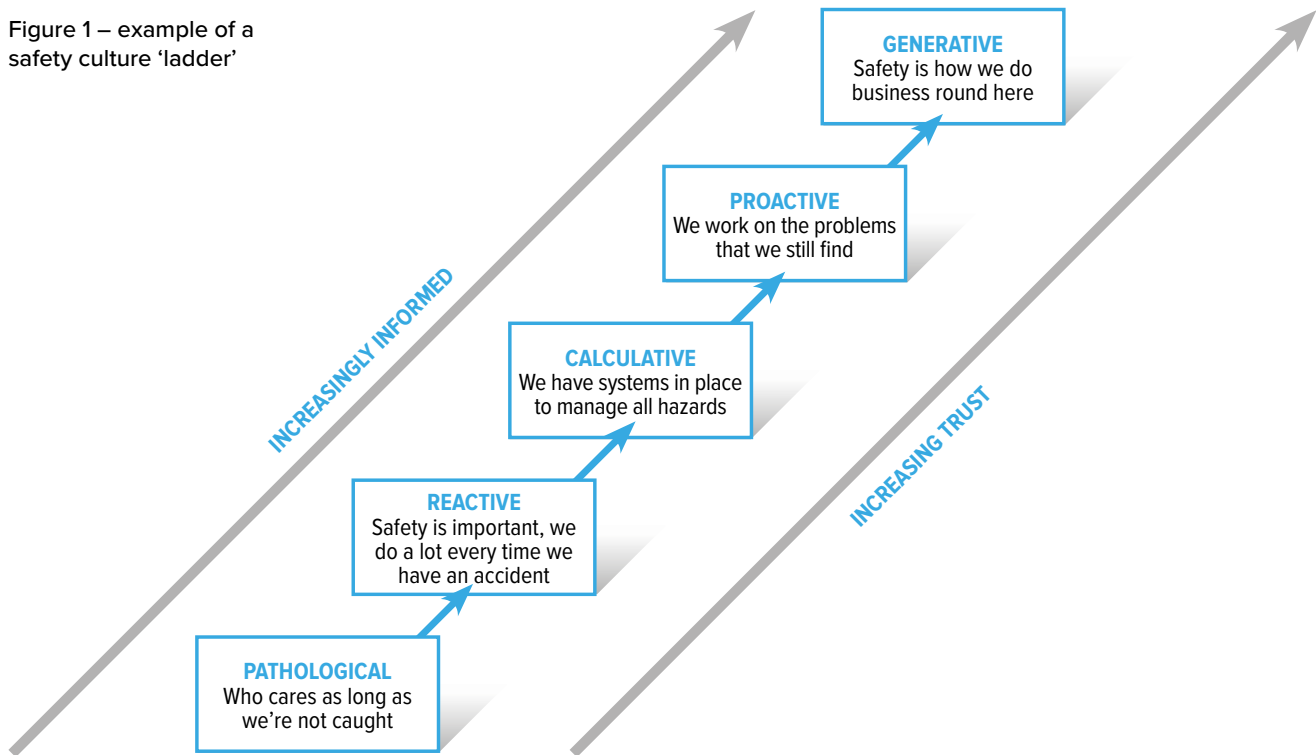 Figure 1 – example of a
safety culture ‘ladder’
GENERATIVE
Safety is how we do
business round here
PROACTIVE
We work on the problems
that we still find
INCREASINGLY INFORMED
CALCULATIVE
We have systems in place
to manage all hazards
INCREASING TRUST
REACTIVE
Safety is important, we
do a lot every time we
have an accident
PATHOLOGICAL
Who cares as long as
we’re not caught